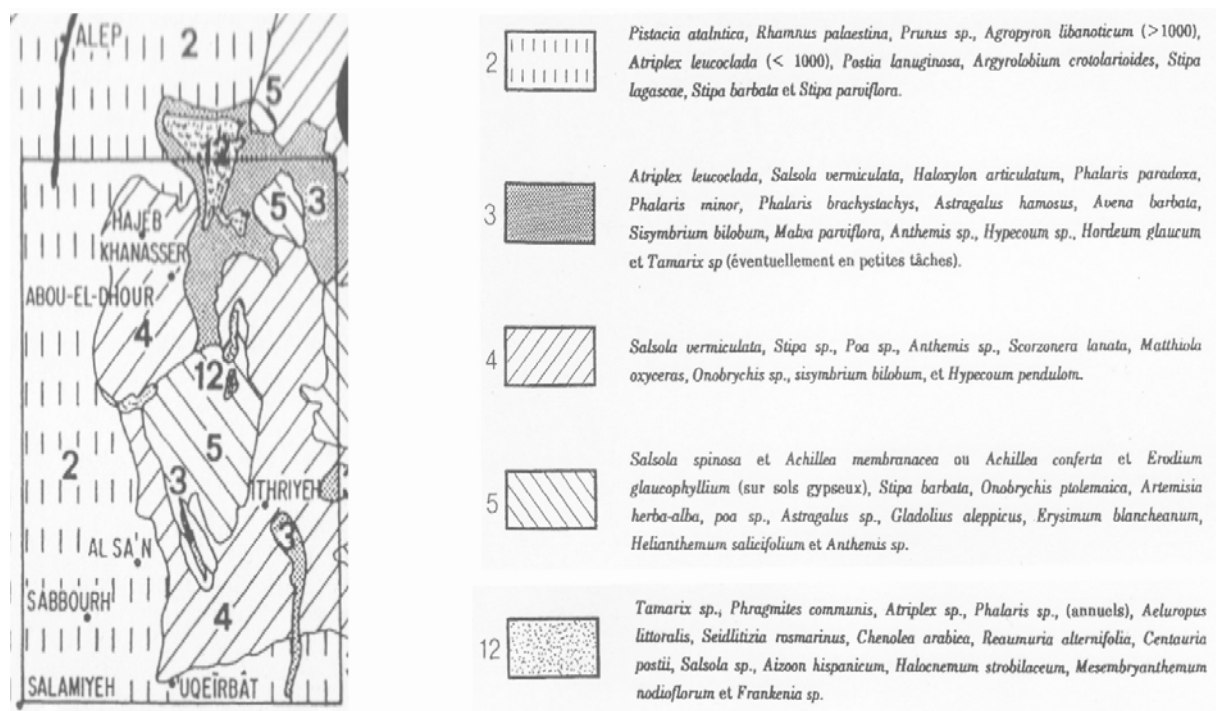 ALEP
2
5
12
5
3
HAJEB
KHANASSER
ABOU-EL-DHOUR
4
12
5
2
3
ITHRIYEH
3
AL SA'N
SABBOURH
4
SALAMIYEH
UQEÏRBÂT
2
Pistacia atalntica, Rhamnus palaestina, Prunus sp., Agropyron libanoticum (>1000),
Atriplex leucoclada (< 1000), Postia lanuginosa, Argyrolobium crotolarioides, Stipa
lagascae, Stipa barbata et Stipa parviflora.
3
Atriplex leucoclada, Salsola vermiculata, Haloxylon articulatum, Phalaris paradoxa,
Phalaris minor, Phalaris brachystachys, Astragalus hamosus, Avena barbata,
Sisymbrium bilobum, Malva parviflora, Anthemis sp., Hypecoum sp., Hordeum glaucum
et Tamarix sp (éventuellement en petites tâches).
4
Salsola vermiculata, Stipa sp., Poa sp., Anthemis sp., Scorzonera lanata, Matthiola
oxyceras, Onobrychis sp., sisymbrium bilobum, et Hypecoum pendulom.
5
Salsola spinosa et Achillea membranacea ou Achillea conferta et Erodium
glaucophyllium (sur sols gypseux), Stipa barbata, Onobrychis ptolemaica, Artemisia
herba-alba, poa sp., Astragalus sp., Gladolius aleppicus, Erysimum blancheanum,
Helianthemum salicifolium et Anthemis sp.
12
Tamarix sp., Phragmites communis, Atriplex sp., Phalaris sp., (annuels), Aeluropus
littoralis, Seidlitizia rosmarinus, Chenolea arabica, Reaumuria alternifolia, Centauria
postii, Salsola sp., Aizoon hispanicum, Halocnemum strobilaceum, Mesembryanthemum
nodioflorum et Frankenia sp.